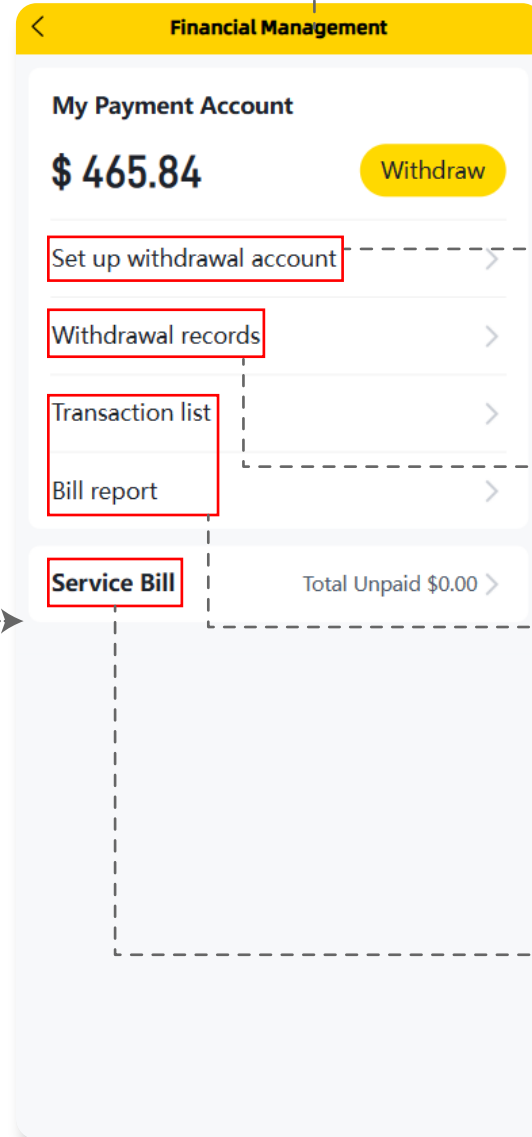 Financial Management
My Payment Account
$ 465.84
Withdraw
Set up withdrawal account
Withdrawal records
Transaction list
Bill report
Service Bill
Total Unpaid $0.00